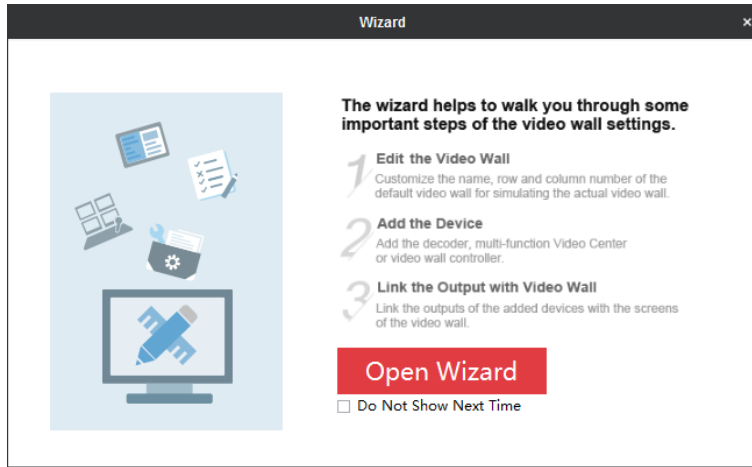 Wizard
×
The wizard helps to walk you through some
important steps of the video wall settings.
1
Edit the Video Wall
Customize the name, row and column number of the
default video wall for simulating the actual video wall.
2
Add the Device
Add the decoder, multi-function Video Center
or video wall controller.
3
Link the Output with Video Wall
Link the outputs of the added devices with the screens
of the video wall.
Open Wizard
Do Not Show Next Time